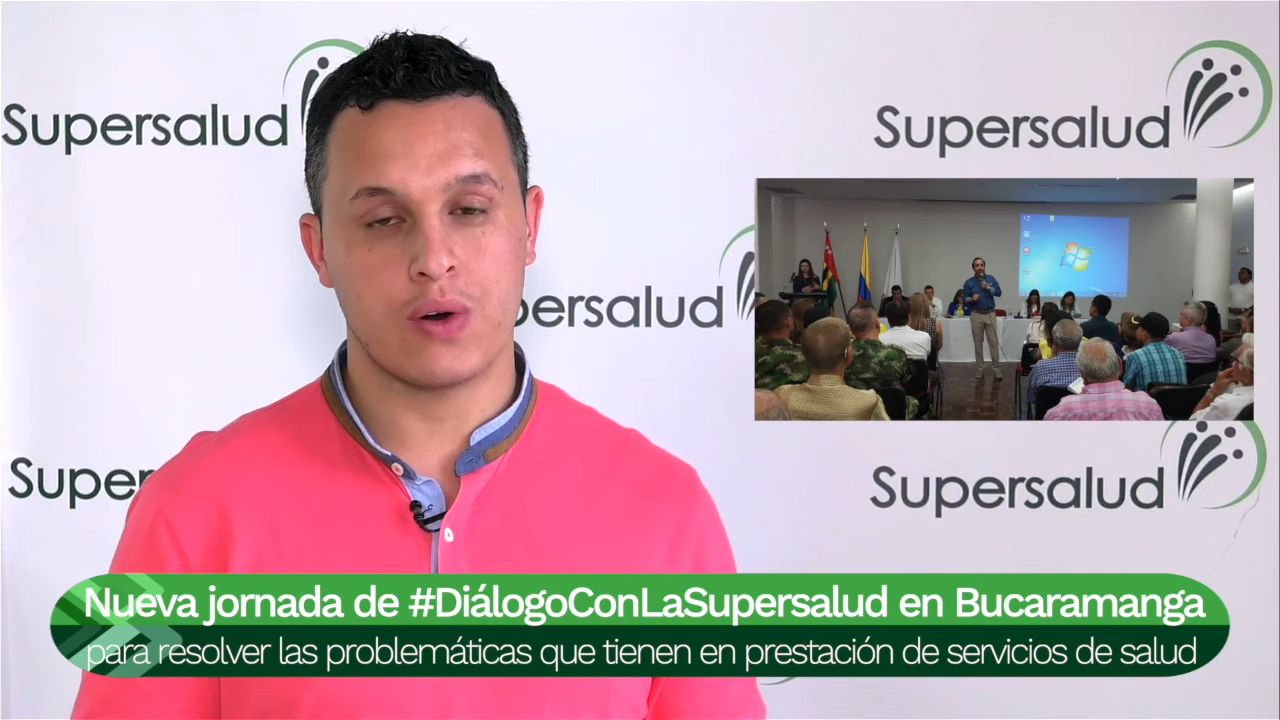 Supersalud
Supersalud
persalud
Super
Supersalud
Nueva jornada de #DiálogoConLaSupersalud en Bucaramanga
para resolver las problemáticas que tienen en prestación de servicios de salud